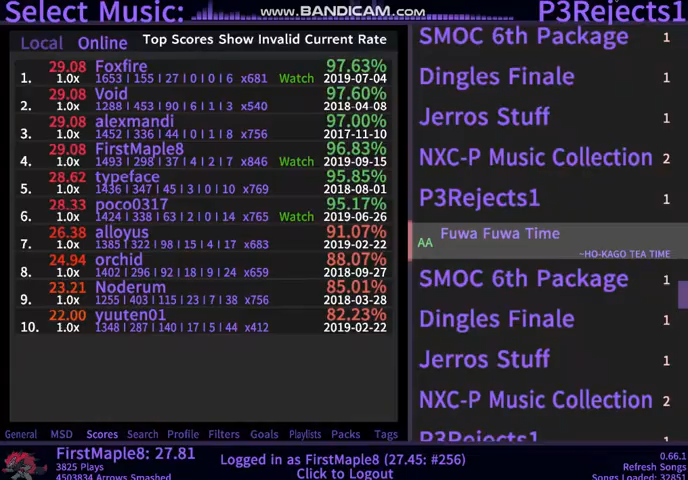 Select Music:
www.BANDICAM.com
P3Rejects1
Local Online Top Scores Show Invalid Current Rate
29.08 Foxfire 97.63%
1. 1.0x 1653 | 155 | 27 | 0 | 0 | 6 x681 Watch 2019-07-04
29.08 Void 97.60%
2. 1.0x 1288 | 453 | 90 | 6 | 1 | 3 x540 2018-04-08
29.08 alexmandi 97.00%
3. 1.0x 1452 | 336 | 44 | 0 | 1 | 8 x756 2017-11-10
29.08 FirstMaple8 96.83%
4. 1.0x 1493 | 298 | 37 | 4 | 2 | 7 x846 Watch 2019-09-15
28.62 typeface 95.85%
5. 1.0x 1436 | 347 | 45 | 3 | 0 | 10 x769 2018-08-01
28.33 poco0317 95.17%
6. 1.0x 1424 | 338 | 63 | 2 | 0 | 14 x765 Watch 2019-06-26
26.38 alloyus 91.07%
7. 1.0x 1385 | 322 | 98 | 15 | 4 | 17 x683 2019-02-22
24.94 orchid 88.07%
8. 1.0x 1402 | 296 | 92 | 18 | 9 | 24 x659 2018-09-27
23.21 Noderum 85.01%
9. 1.0x 1255 | 403 | 115 | 23 | 7 | 38 x756 2018-03-28
22.00 yuuten01 82.23%
10. 1.0x 1348 | 287 | 140 | 17 | 5 | 44 x412 2019-02-22
General MSD Scores Search Profile Filters Goals Playlists Packs Tags
SMOC 6th Package 1
Dingles Finale 1
Jerros Stuff 1
NXC-P Music Collection 2
P3Rejects1 1
AA Fuwa Fuwa Time
~HO-KAGO TEA TIME
SMOC 6th Package 1
Dingles Finale 1
Jerros Stuff 1
NXC-P Music Collection 2
P3Rejects1 1
FirstMaple8: 27.81
3825 Plays
4503834 Arrows Smashed
Logged in as FirstMaple8 (27.45: #256)
Click to Logout
0.66.1
Refresh Songs
Songs Loaded: 32851